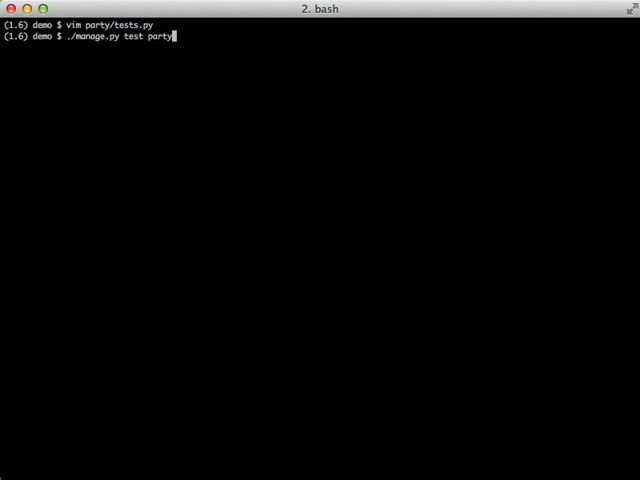 2. bash
(1.6) demo $ vim party/tests.py
(1.6) demo $ ./manage.py test party